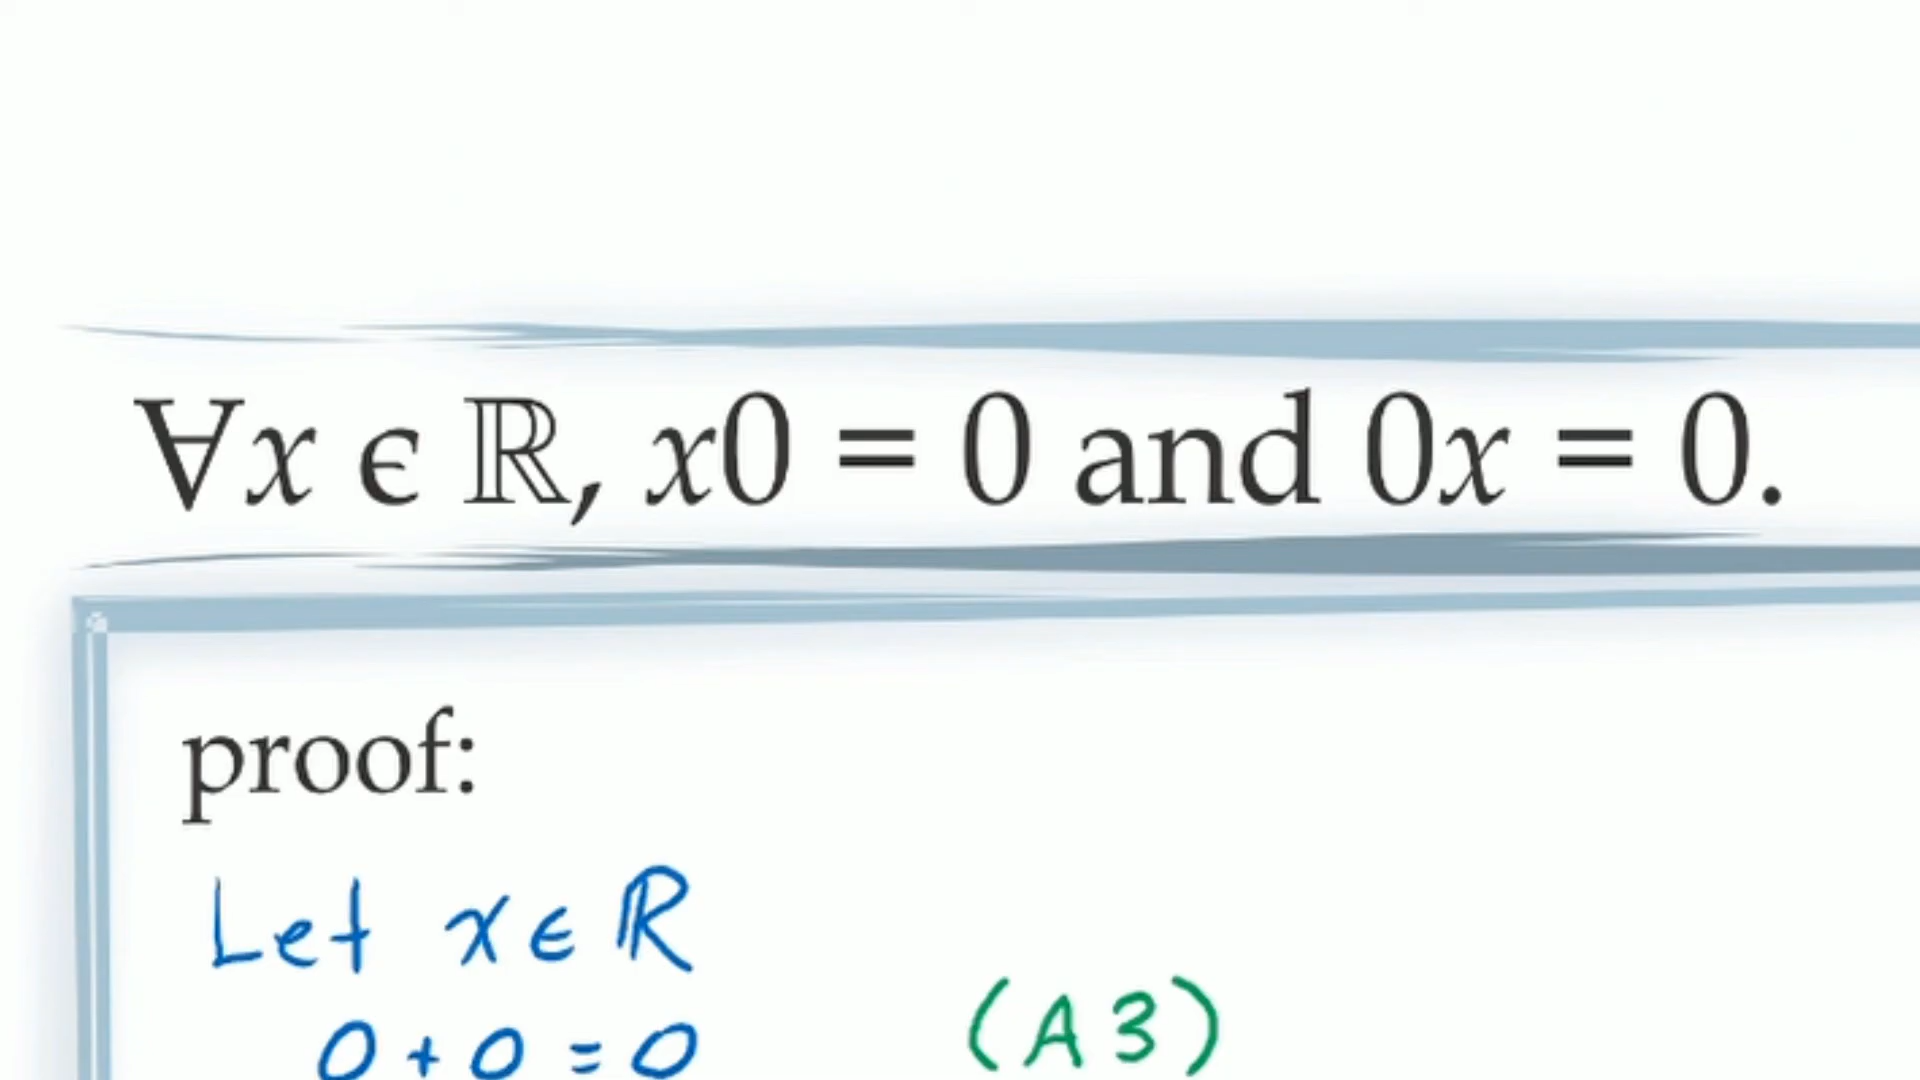 ∀x ϵ ℝ, x0 = 0 and 0x = 0.
proof:
Let x ϵ ℝ
0 + 0 = 0 (A3)